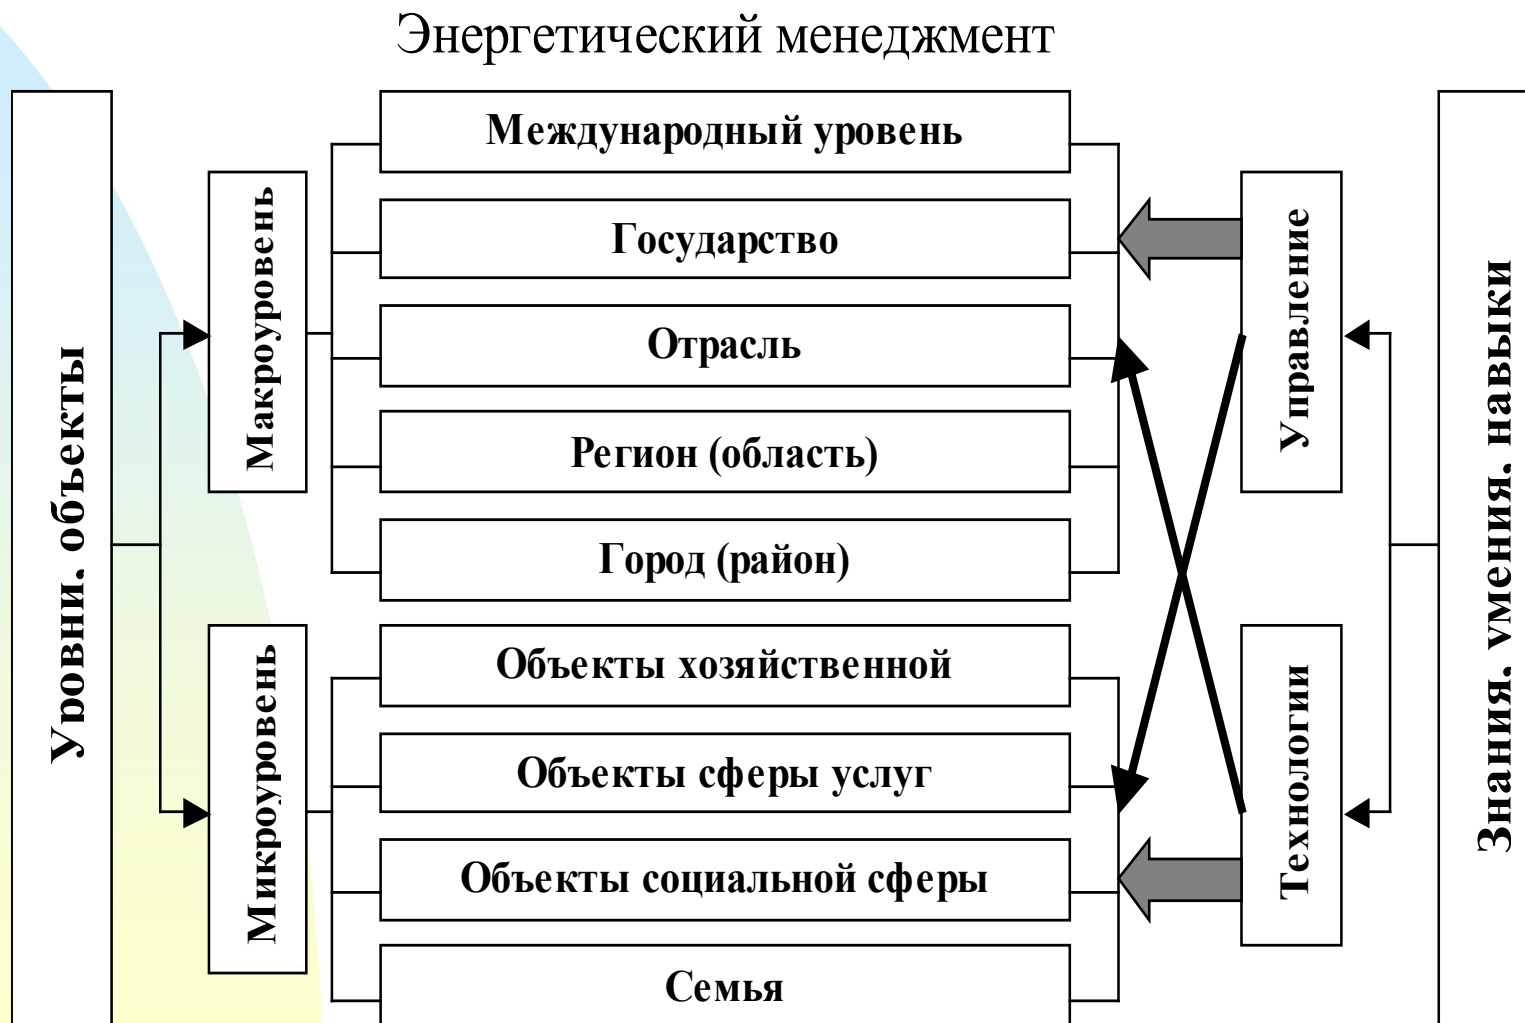 Энергетический менеджмент
Уровни, объекты
Макроуровень
Международный уровень
Государство
Отрасль
Регион (область)
Город (район)
Микроуровень
Объекты хозяйственной
Объекты сферы услуг
Объекты социальной сферы
Семья
Управление
Технологии
Знания, умения, навыки